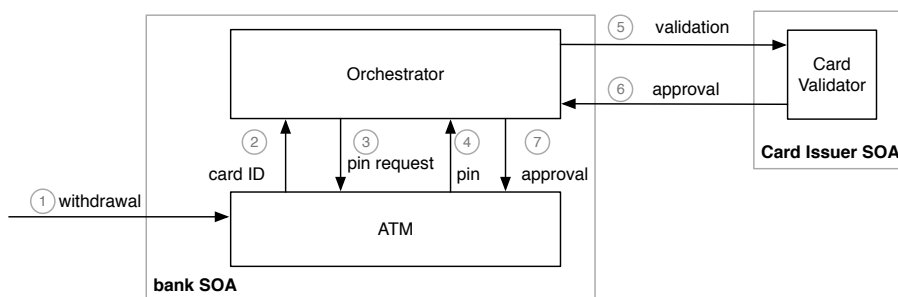 5 validation
Orchestrator
Card
Validator
6 approval
2
3
4
7
card ID
pin request
pin
approval
Card Issuer SOA
1 withdrawal
ATM
bank SOA